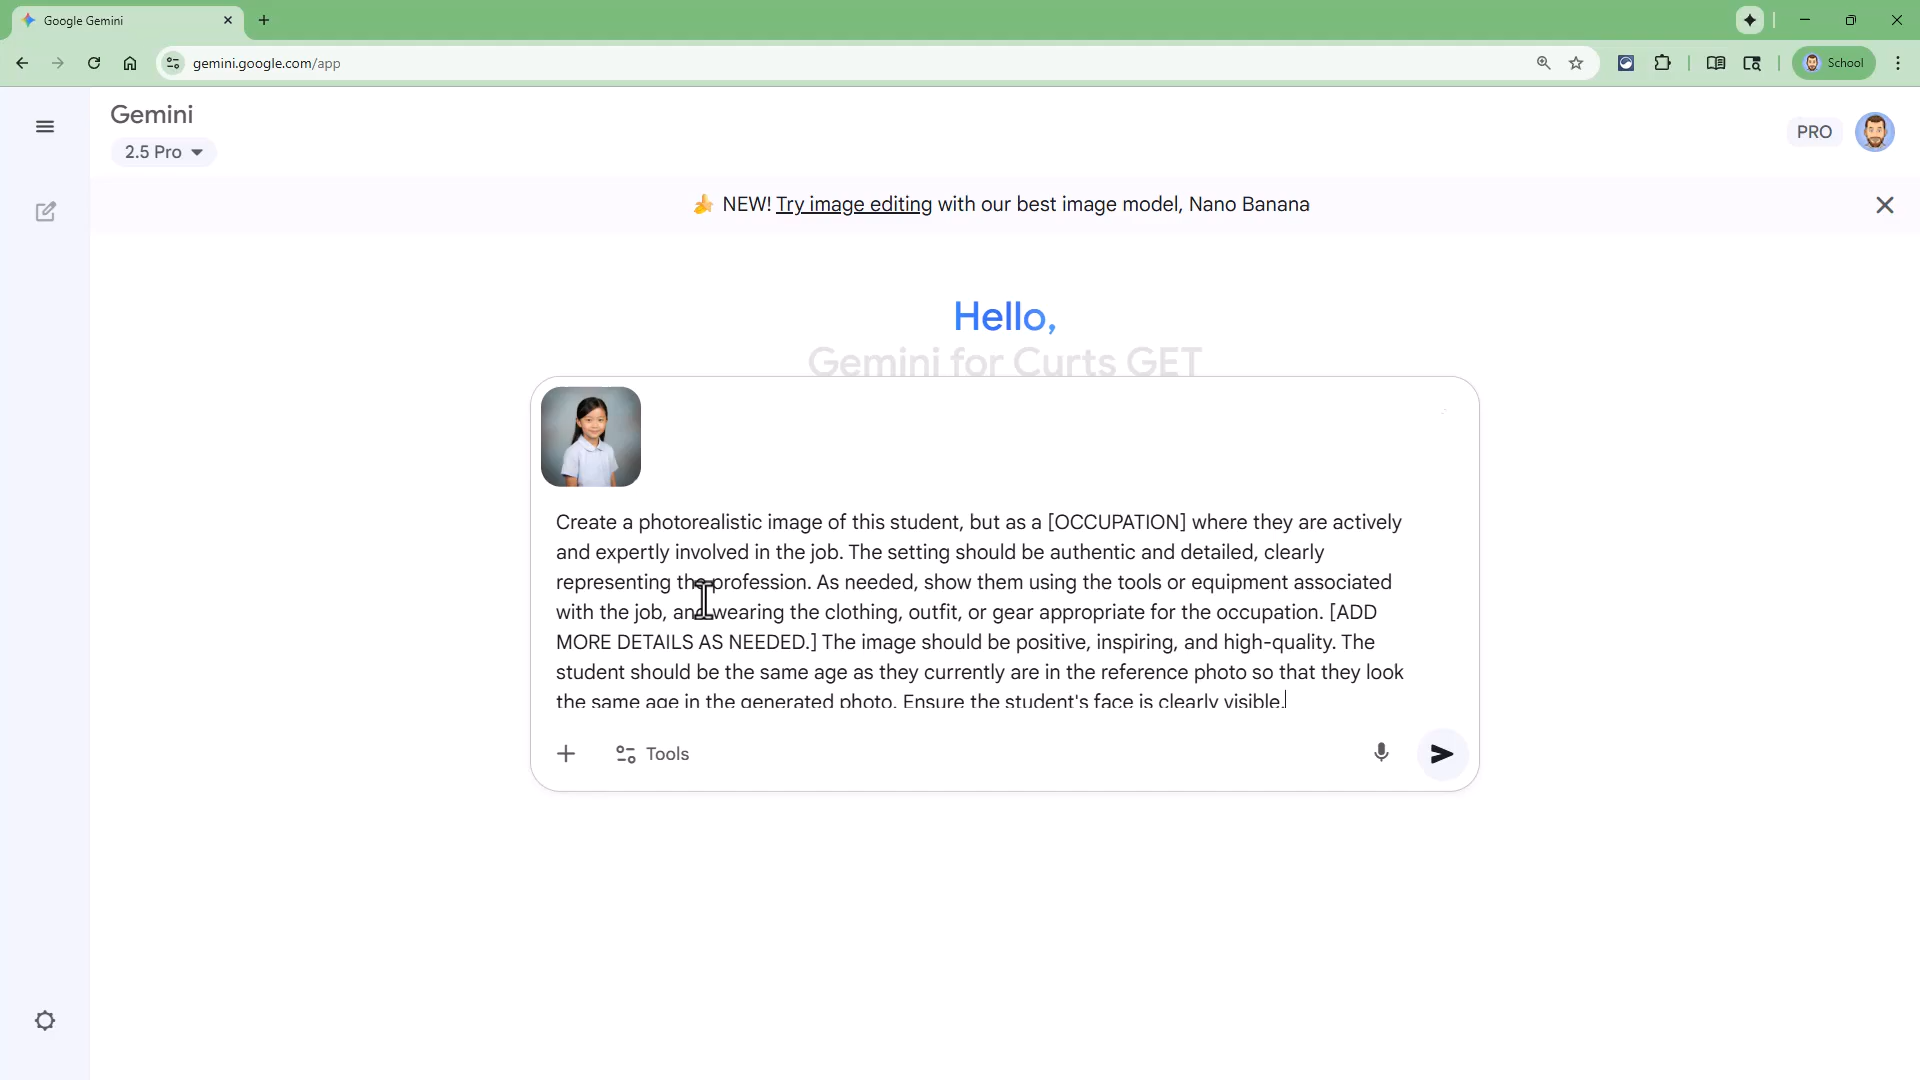 Google Gemini
gemini.google.com/app
School
Gemini
2.5 Pro
PRO
NEW! Try image editing with our best image model, Nano Banana
Hello,
Gemini for Curts GET
Create a photorealistic image of this student, but as a [OCCUPATION] where they are actively
and expertly involved in the job. The setting should be authentic and detailed, clearly
representing the profession. As needed, show them using the tools or equipment associated
with the job, and wearing the clothing, outfit, or gear appropriate for the occupation. [ADD
MORE DETAILS AS NEEDED.] The image should be positive, inspiring, and high-quality. The
student should be the same age as they currently are in the reference photo so that they look
the same age in the generated photo. Ensure the student's face is clearly visible.
Tools